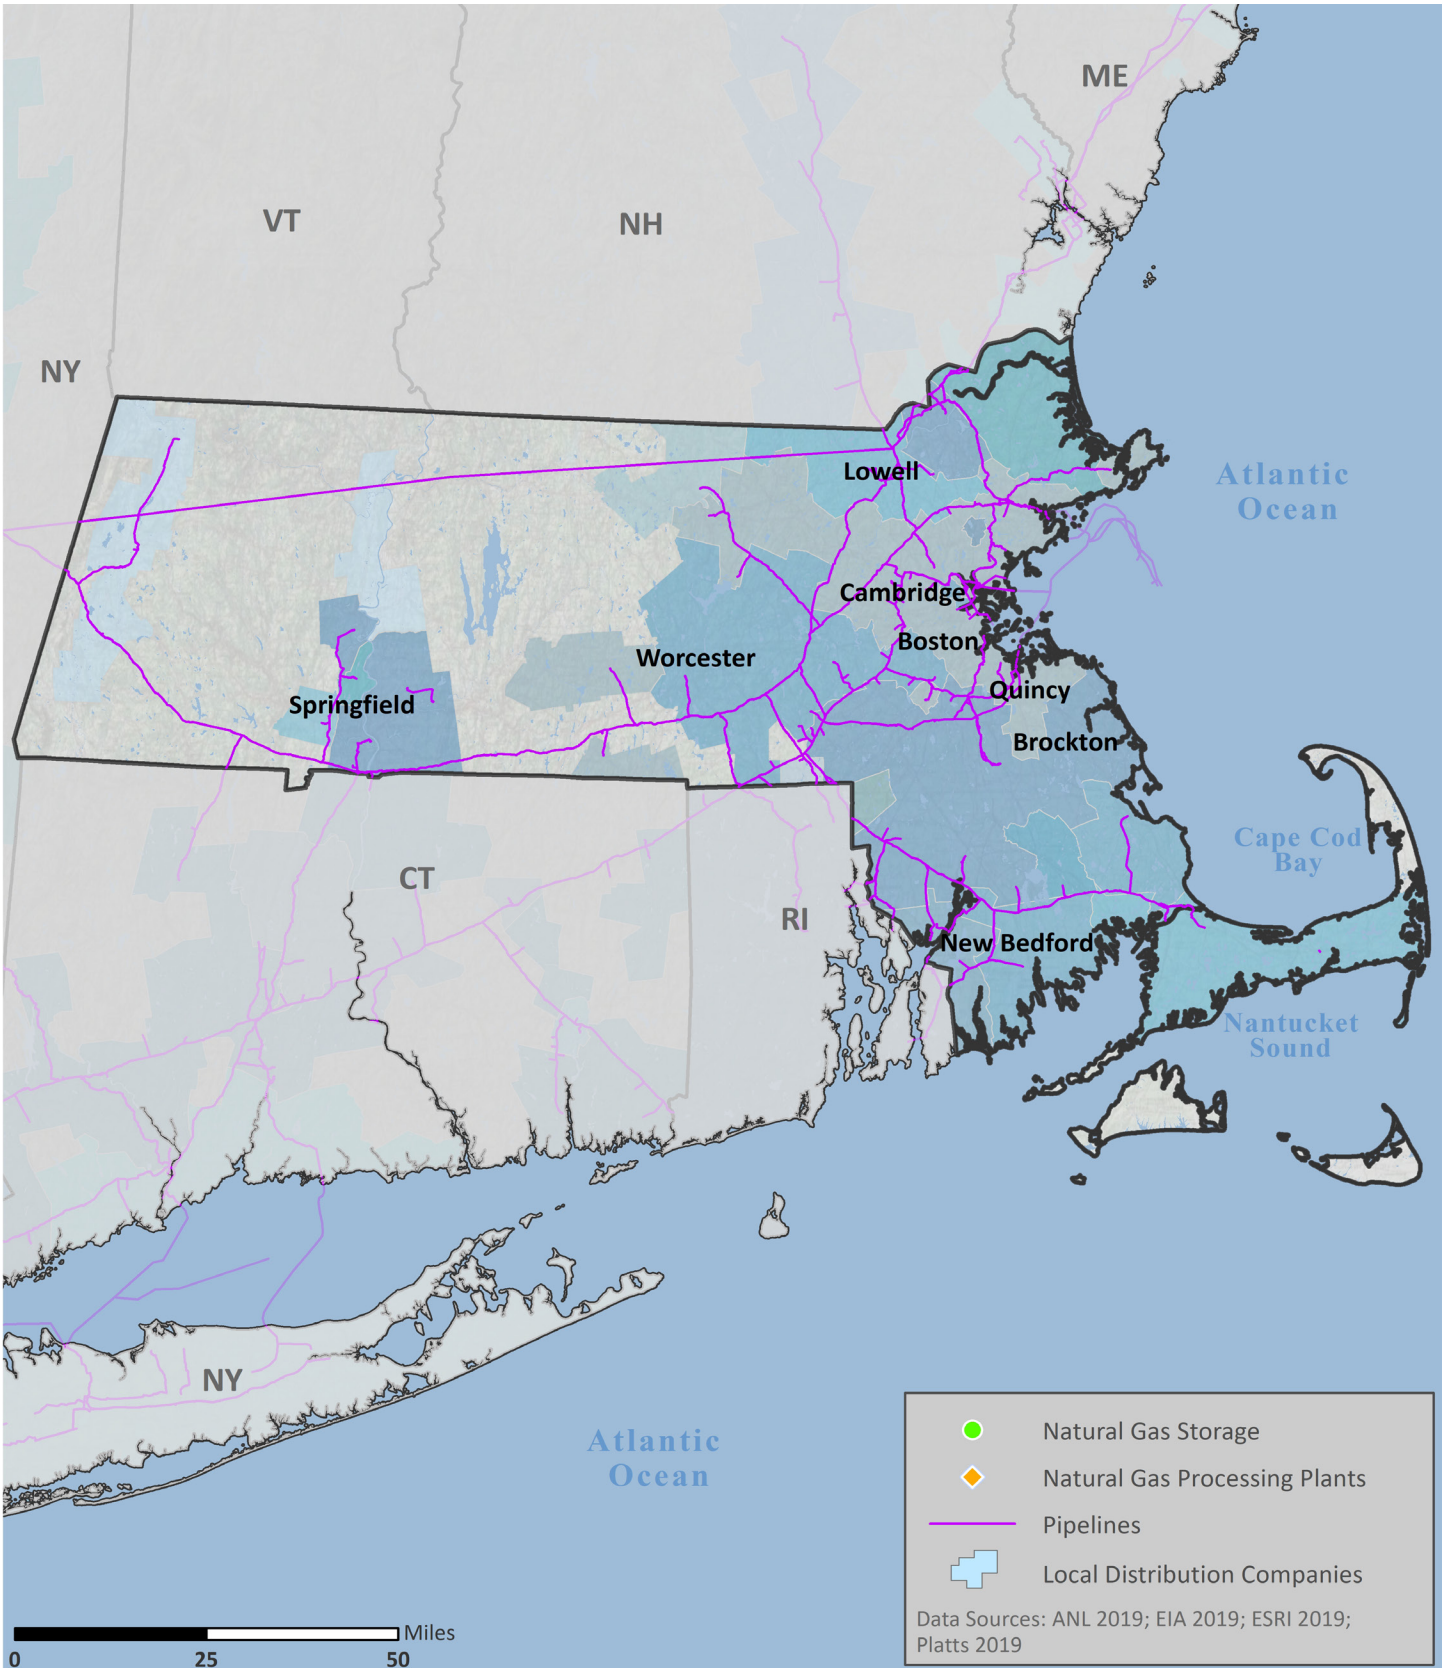 ME
VT
NH
NY
Lowell
Atlantic
Ocean
Cambridge
Boston
Worcester
Quincy
Springfield
Brockton
Cape Cod
Bay
CT
RI
New Bedford
Nantucket
Sound
NY
Atlantic
Ocean
Natural Gas Storage
Natural Gas Processing Plants
Pipelines
Local Distribution Companies
Data Sources: ANL 2019; EIA 2019; ESRI 2019;
Platts 2019
Miles
0 25 50